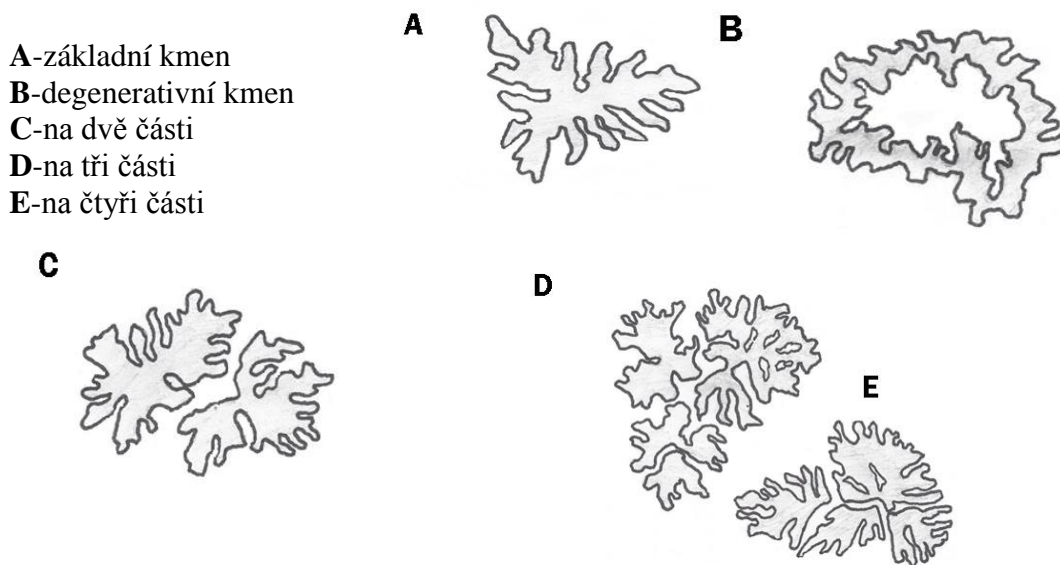 A-základní kmen
B-degenerativní kmen
C-na dvě části
D-na tři části
E-na čtyři části
A
B
C
D
E